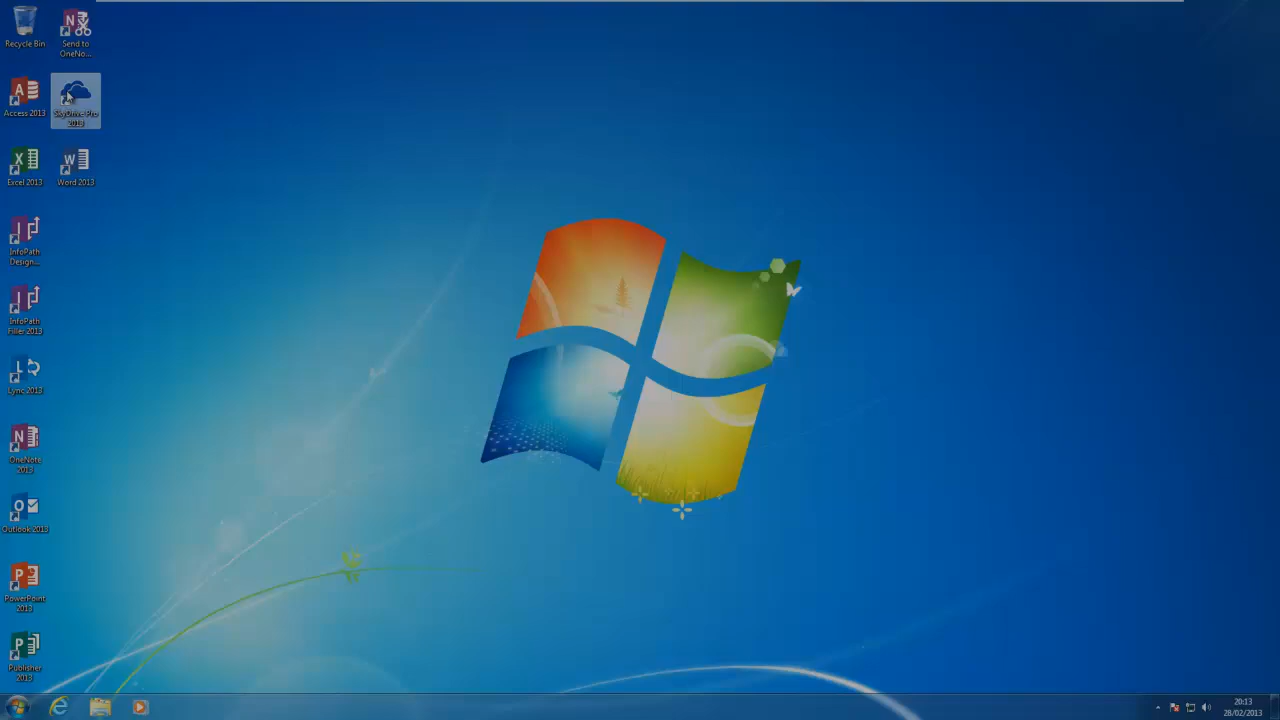 Recycle Bin
Send to
OneNo...
Access 2013
SkyDrive Pro
2013
Excel 2013
Word 2013
InfoPath
Design...
InfoPath
Filler 2013
Lync 2013
OneNote
2013
Outlook 2013
PowerPoint
2013
Publisher
2013
20:13
28/02/2013